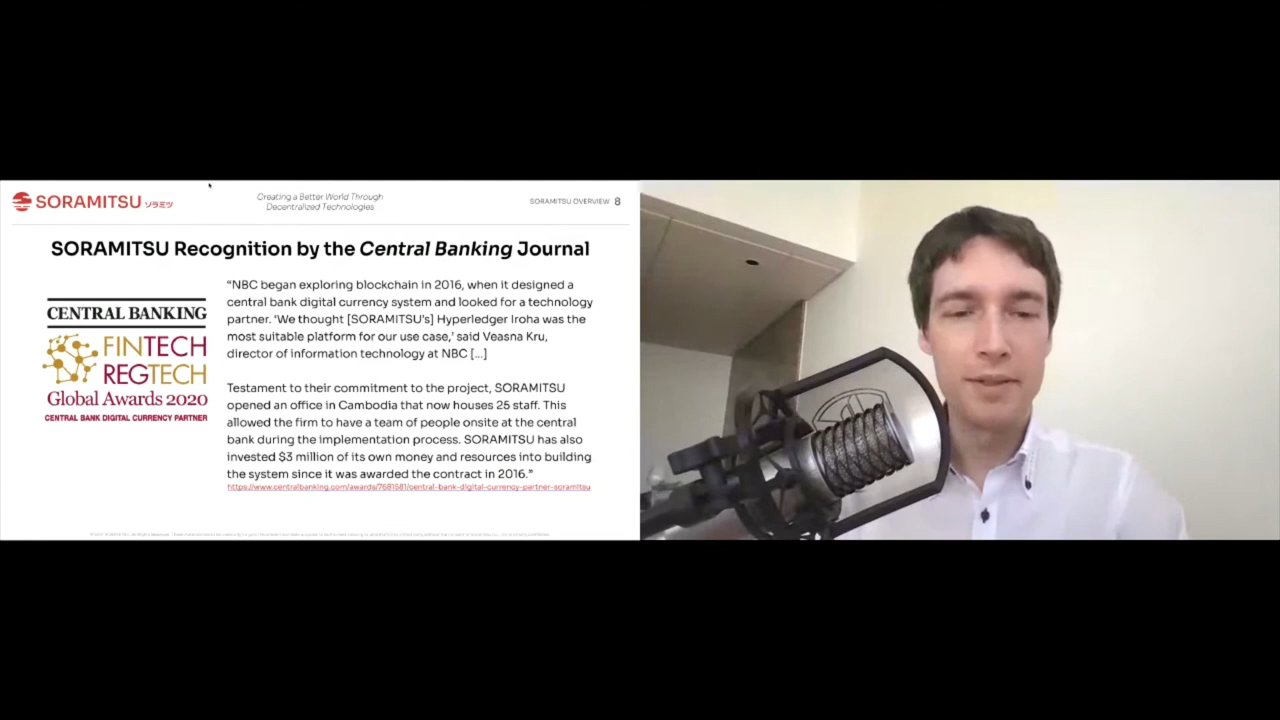 SORAMITSU ソラミツ
Creating a Better World Through
Decentralized Technologies
SORAMITSU OVERVIEW 8
SORAMITSU Recognition by the Central Banking Journal
CENTRAL BANKING
FINTECH
REGTECH
Global Awards 2020
CENTRAL BANK DIGITAL CURRENCY PARTNER
“NBC began exploring blockchain in 2016, when it designed a
central bank digital currency system and looked for a technology
partner. ‘We thought [SORAMITSU’s] Hyperledger Iroha was the
most suitable platform for our use case,’ said Veasna Kru,
director of information technology at NBC [...]
Testament to their commitment to the project, SORAMITSU
opened an office in Cambodia that now houses 25 staff. This
allowed the firm to have a team of people onsite at the central
bank during the implementation process. SORAMITSU has also
invested $3 million of its own money and resources into building
the system since it was awarded the contract in 2016.”
https://www.centralbanking.com/awards/7681581/central-bank-digital-currency-partner-soramitsu